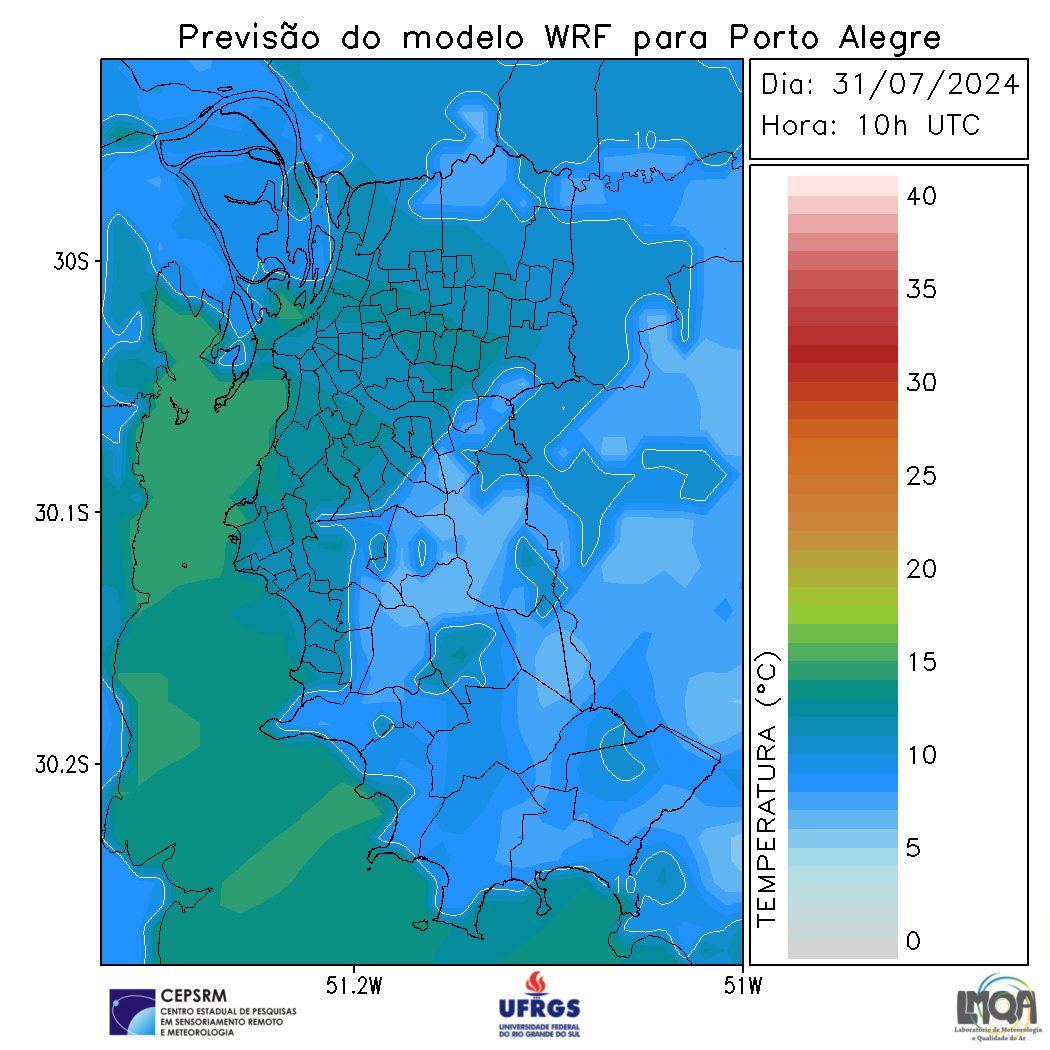 Previsão do modelo WRF para Porto Alegre
Dia: 31/07/2024
Hora: 10h UTC
10
30S
30.1S
30.2S
10
51.2W
51W
40
35
30
25
20
15
10
5
0
TEMPERATURA (°C)
CEPSRM
CENTRO ESTADUAL DE PESQUISAS
EM SENSORIAMENTO REMOTO
E METEOROLOGIA
UFRGS
UNIVERSIDADE FEDERAL
DO RIO GRANDE DO SUL
LMQA
Laboratório de Meteorologia
e Qualidade do Ar